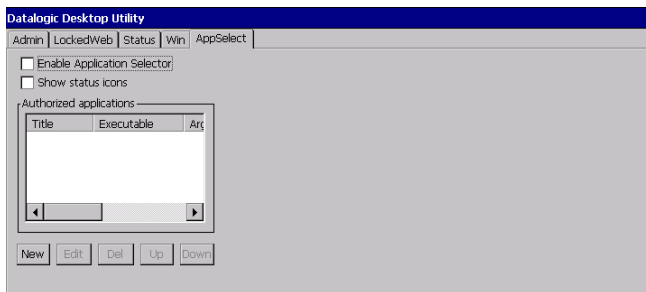 Datalogic Desktop Utility
Admin LockedWeb Status Win AppSelect
Enable Application Selector
Show status icons
Authorized applications
Title Executable Arg
New Edit Del Up Down